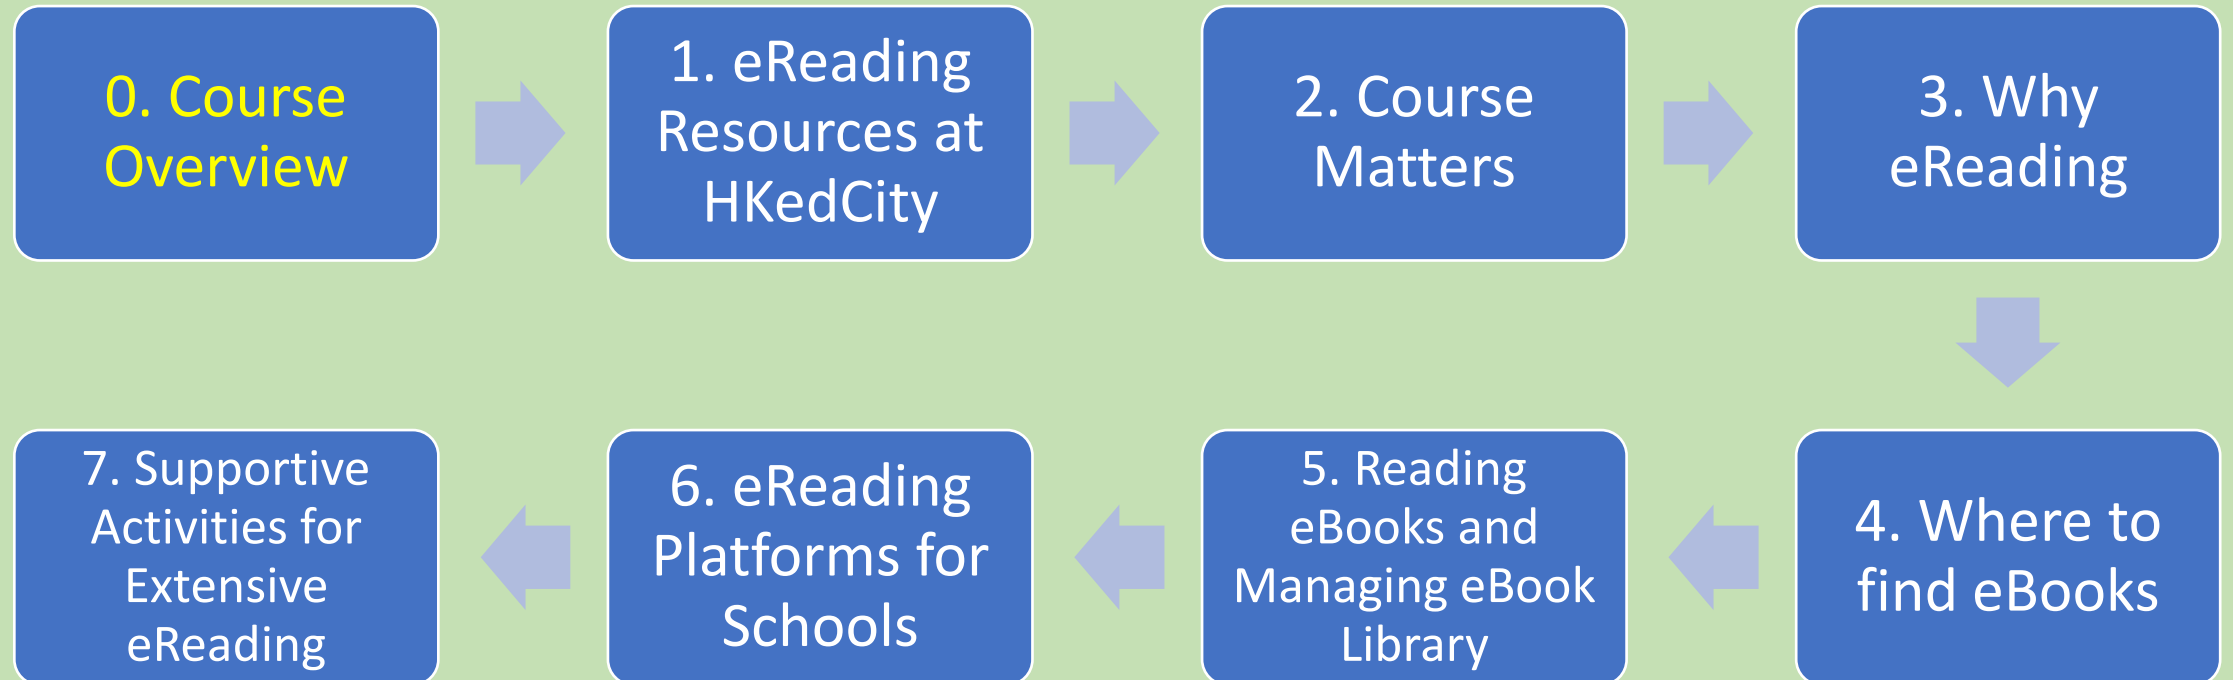 0. Course
Overview
1. eReading
Resources at
HKedCity
2. Course
Matters
3. Why
eReading
4. Where to
find eBooks
5. Reading
eBooks and
Managing eBook
Library
6. eReading
Platforms for
Schools
7. Supportive
Activities for
Extensive
eReading